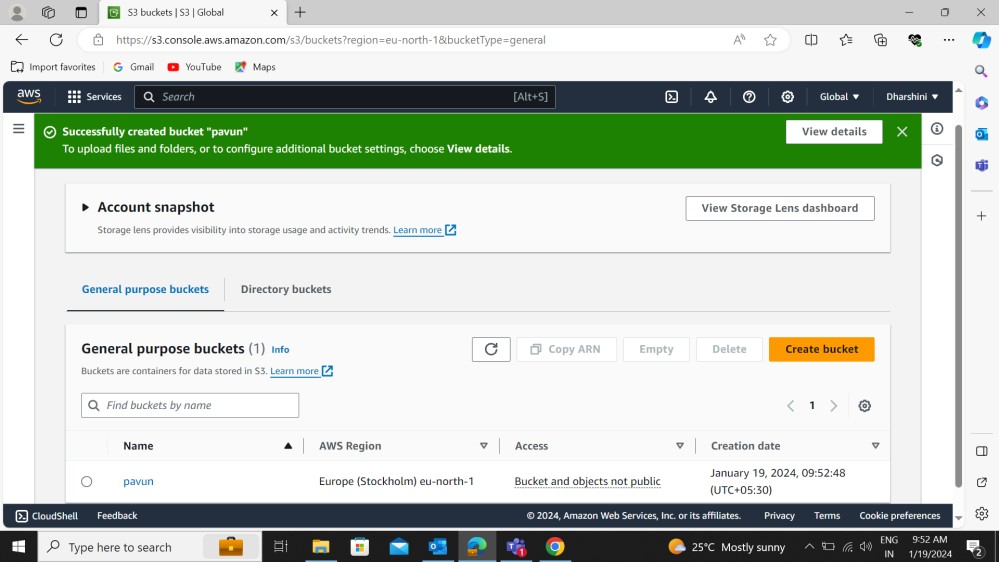 S3 buckets | S3 | Global
https://s3.console.aws.amazon.com/s3/buckets?region=eu-north-1&bucketType=general
Import favorites Gmail YouTube Maps
aws Services Search [Alt+S] Global Dharshini
Successfully created bucket "pavun"
To upload files and folders, or to configure additional bucket settings, choose View details.
View details
Account snapshot
View Storage Lens dashboard
Storage lens provides visibility into storage usage and activity trends. Learn more
General purpose buckets Directory buckets
General purpose buckets (1) Info
Copy ARN Empty Delete Create bucket
Buckets are containers for data stored in S3. Learn more
Find buckets by name
1
Name AWS Region Access Creation date
pavun Europe (Stockholm) eu-north-1 Bucket and objects not public January 19, 2024, 09:52:48
(UTC+05:30)
CloudShell Feedback © 2024, Amazon Web Services, Inc. or its affiliates. Privacy Terms Cookie preferences
Type here to search
1
25°C Mostly sunny
ENG
IN
9:52 AM
1/19/2024
2